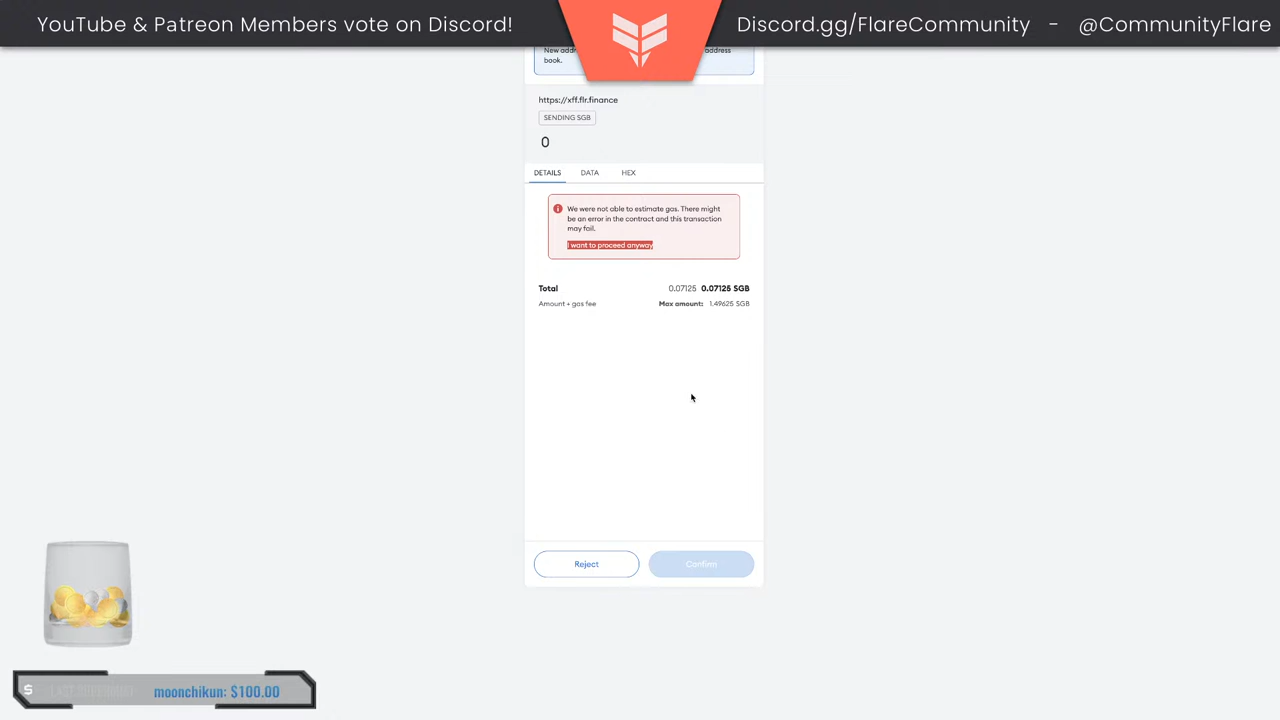 YouTube & Patreon Members vote on Discord!
Discord.gg/FlareCommunity - @CommunityFlare
New addr address
book.
https://xff.flr.finance
SENDING SGB
0
DETAILS DATA HEX
We were not able to estimate gas. There might
be an error in the contract and this transaction
may fail.
I want to proceed anyway
Total 0.07125 0.07125 SGB
Amount + gas fee Max amount: 1.49625 SGB
Reject Confirm
moonchikun: $100.00